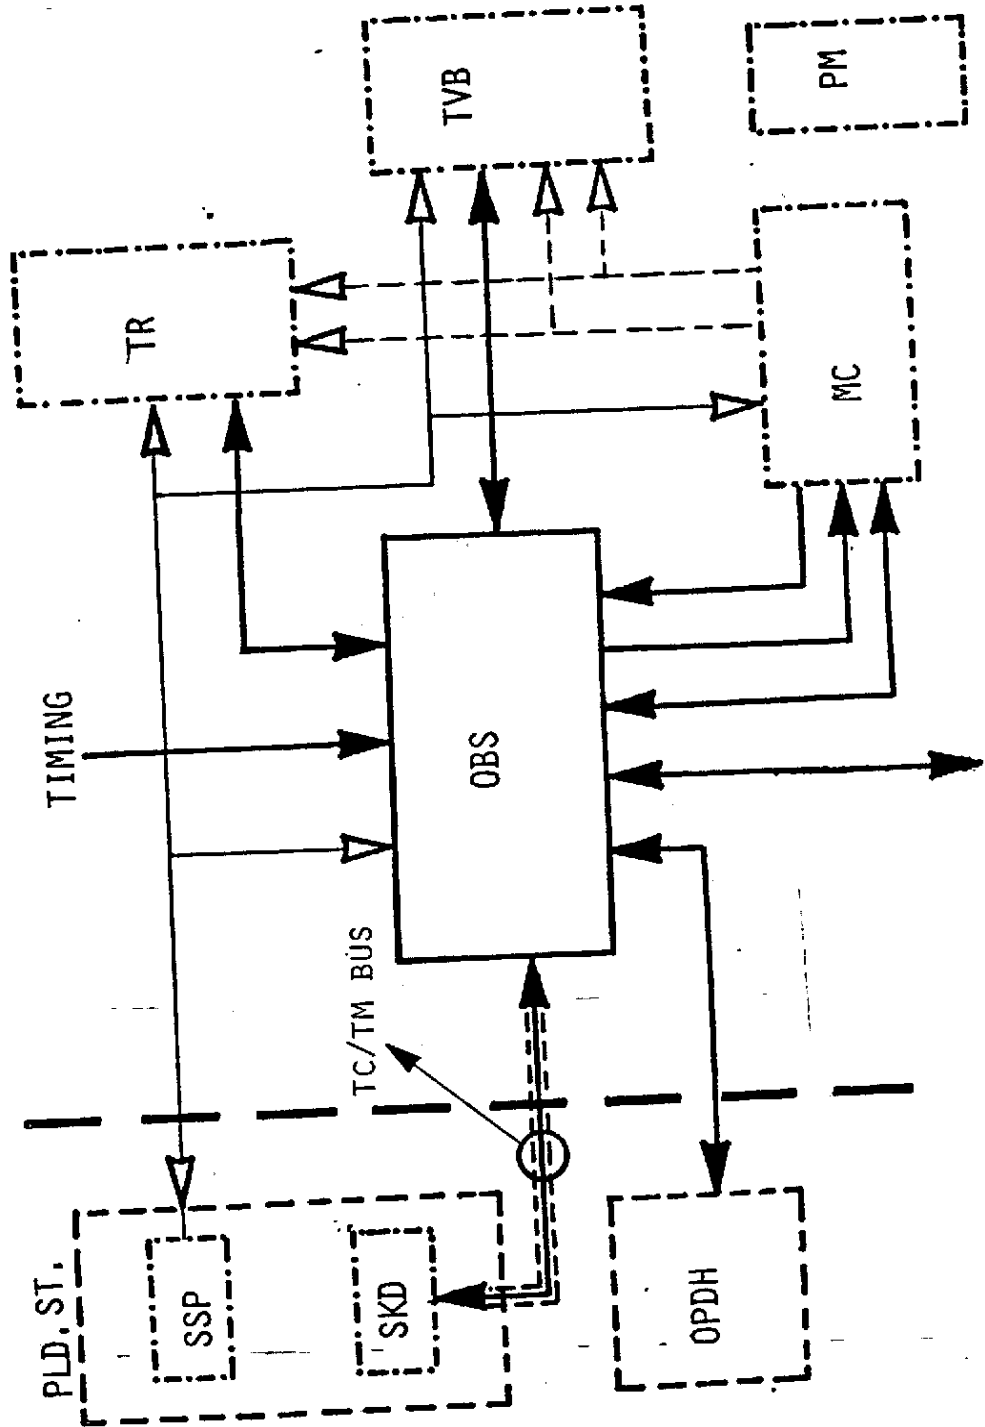 PLD.ST.
SSP
SKD
OPDH
TC/TM BUS
TIMING
OBS
TR
TVB
MC
PM